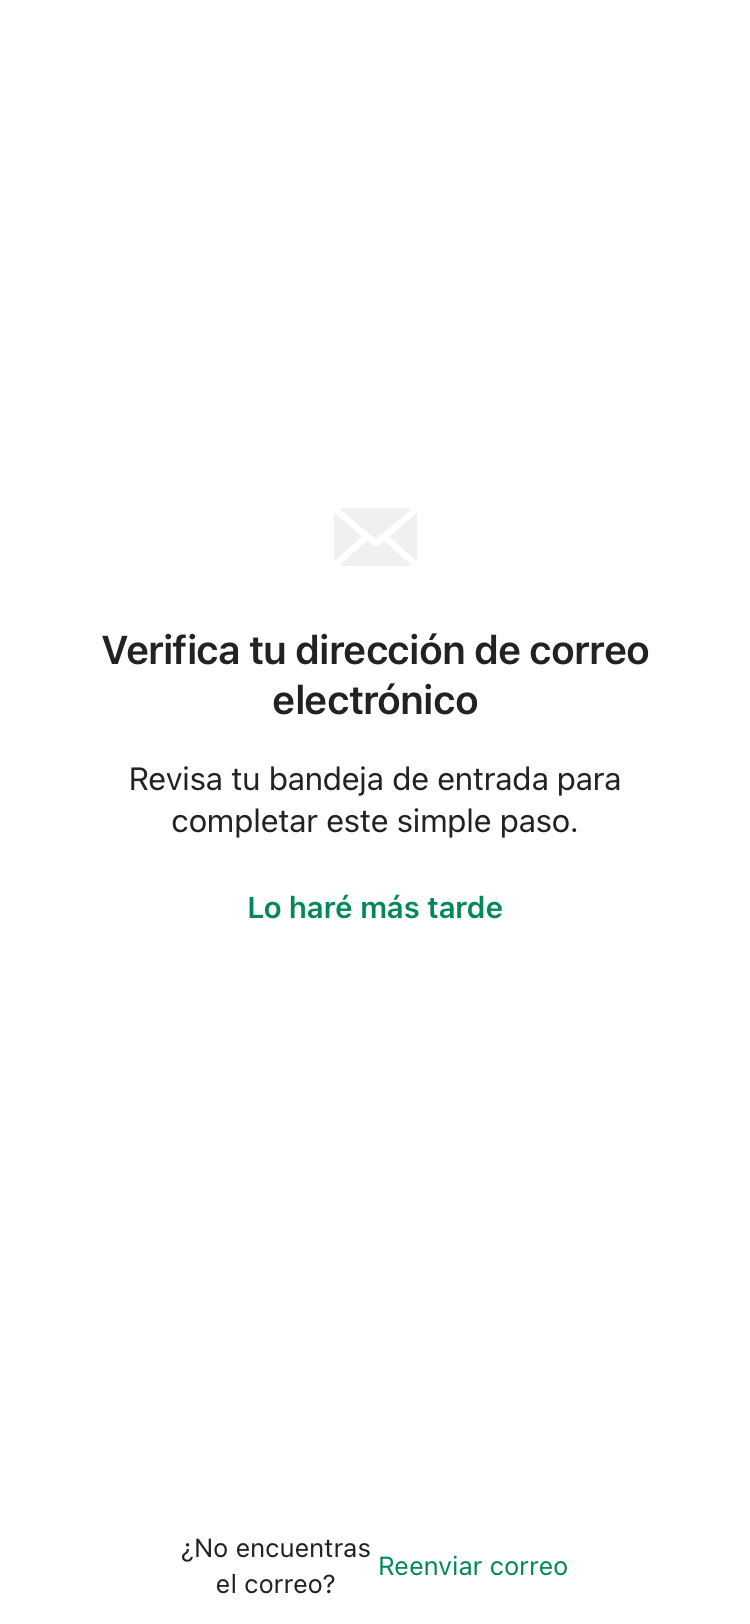 Verifica tu dirección de correo
electrónico
Revisa tu bandeja de entrada para
completar este simple paso.
Lo haré más tarde
¿No encuentras
el correo?
Reenviar correo